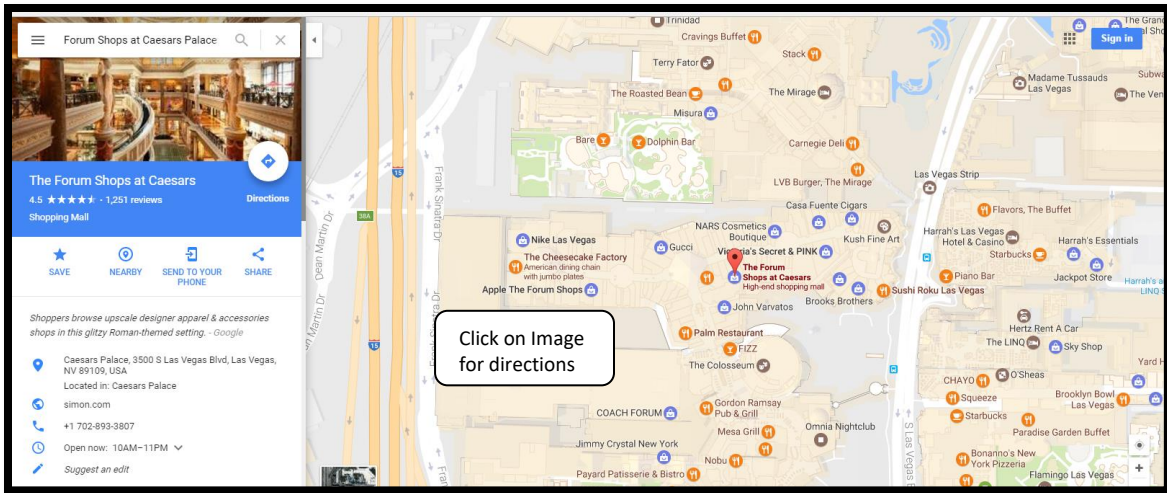 Forum Shops at Caesars Palace
The Forum Shops at Caesars
4.5 ★★★★★ - 1,251 reviews
Directions
Shopping Mall
SAVE
NEARBY
SEND TO YOUR
PHONE
SHARE
Shoppers browse upscale designer apparel & accessories
shops in this glitzy Roman-themed setting. - Google
Caesars Palace, 3500 S Las Vegas Blvd, Las Vegas,
NV 89109, USA
Located in: Caesars Palace
simon.com
+1 702-893-3807
Open now: 10AM–11PM
Suggest an edit
Sign in
Trinidad
Cravings Buffet
Stack
Terry Fator
The Roasted Bean
The Mirage
Misura
Bare
Dolphin Bar
Carnegie Deli
LVB Burger, The Mirage
Madame Tussauds
Las Vegas
Subwa
The Ven
The Grand
Las Vegas Strip
Casa Fuente Cigars
NARS Cosmetics
Boutique
Kush Fine Art
Nike Las Vegas
Gucci
Victoria's Secret & PINK
The Cheesecake Factory
American dining chain
with jumbo plates
The Forum
Shops at Caesars
High-end shopping mall
Apple The Forum Shops
John Varvatos
Brooks Brothers
Sushi Roku Las Vegas
Flavors, The Buffet
Harrah's Las Vegas
Hotel & Casino
Harrah's Essentials
Starbucks
Piano Bar
Jackpot Store
Harrah's a
LINQ S
Click on Image
for directions
Palm Restaurant
FIZZ
The Colosseum
Hertz Rent A Car
The LINQ
Sky Shop
Yard H
CHAYO
O'Sheas
Squeeze
Brooklyn Bowl
Las Vegas
Starbucks
Paradise Garden Buffet
COACH FORUM
Gordon Ramsay
Pub & Grill
Mesa Grill
Omnia Nightclub
Jimmy Crystal New York
Nobu
Payard Patisserie & Bistro
Bonanno's New
York Pizzeria
Flamingo Las Vegas
Frank Sinatra Dr
Dean Martin Dr
15
38A
15
S Las Vegas B